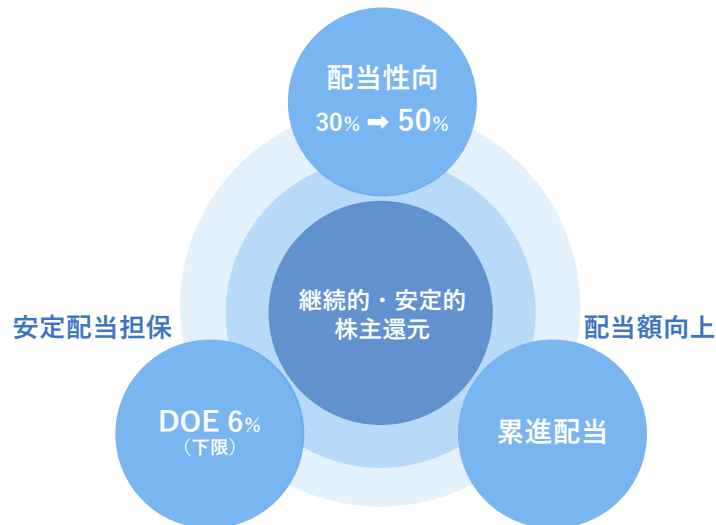 配当性向
30% ➡ 50%
継続的・安定的
株主還元
安定配当担保
配当額向上
DOE 6%
（下限）
累進配当